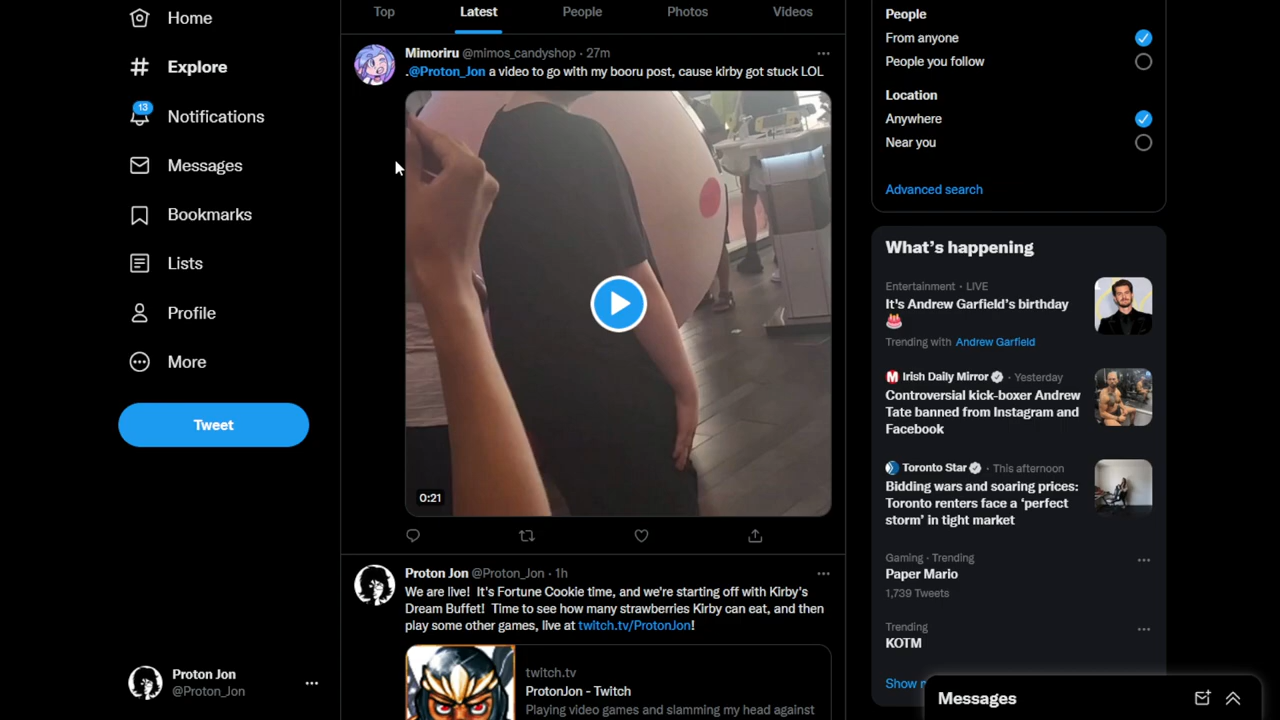 Home
Explore
13
Notifications
Messages
Bookmarks
Lists
Profile
More
Tweet
Proton Jon
@Proton_Jon
Top
Latest
People
Photos
Videos
Mimoriru @mimos_candyshop · 27m
.@Proton_Jon a video to go with my booru post, cause kirby got stuck LOL
0:21
Proton Jon @Proton_Jon · 1h
We are live! It's Fortune Cookie time, and we're starting off with Kirby's
Dream Buffet! Time to see how many strawberries Kirby can eat, and then
play some other games, live at twitch.tv/ProtonJon!
twitch.tv
ProtonJon - Twitch
Playing video games and slamming my head against
People
From anyone
People you follow
Location
Anywhere
Near you
Advanced search
What's happening
Entertainment · LIVE
It's Andrew Garfield's birthday
Trending with Andrew Garfield
Irish Daily Mirror · Yesterday
Controversial kick-boxer Andrew
Tate banned from Instagram and
Facebook
Toronto Star · This afternoon
Bidding wars and soaring prices:
Toronto renters face a 'perfect
storm' in tight market
Gaming · Trending
Paper Mario
1,739 Tweets
Trending
KOTM
Show
Messages